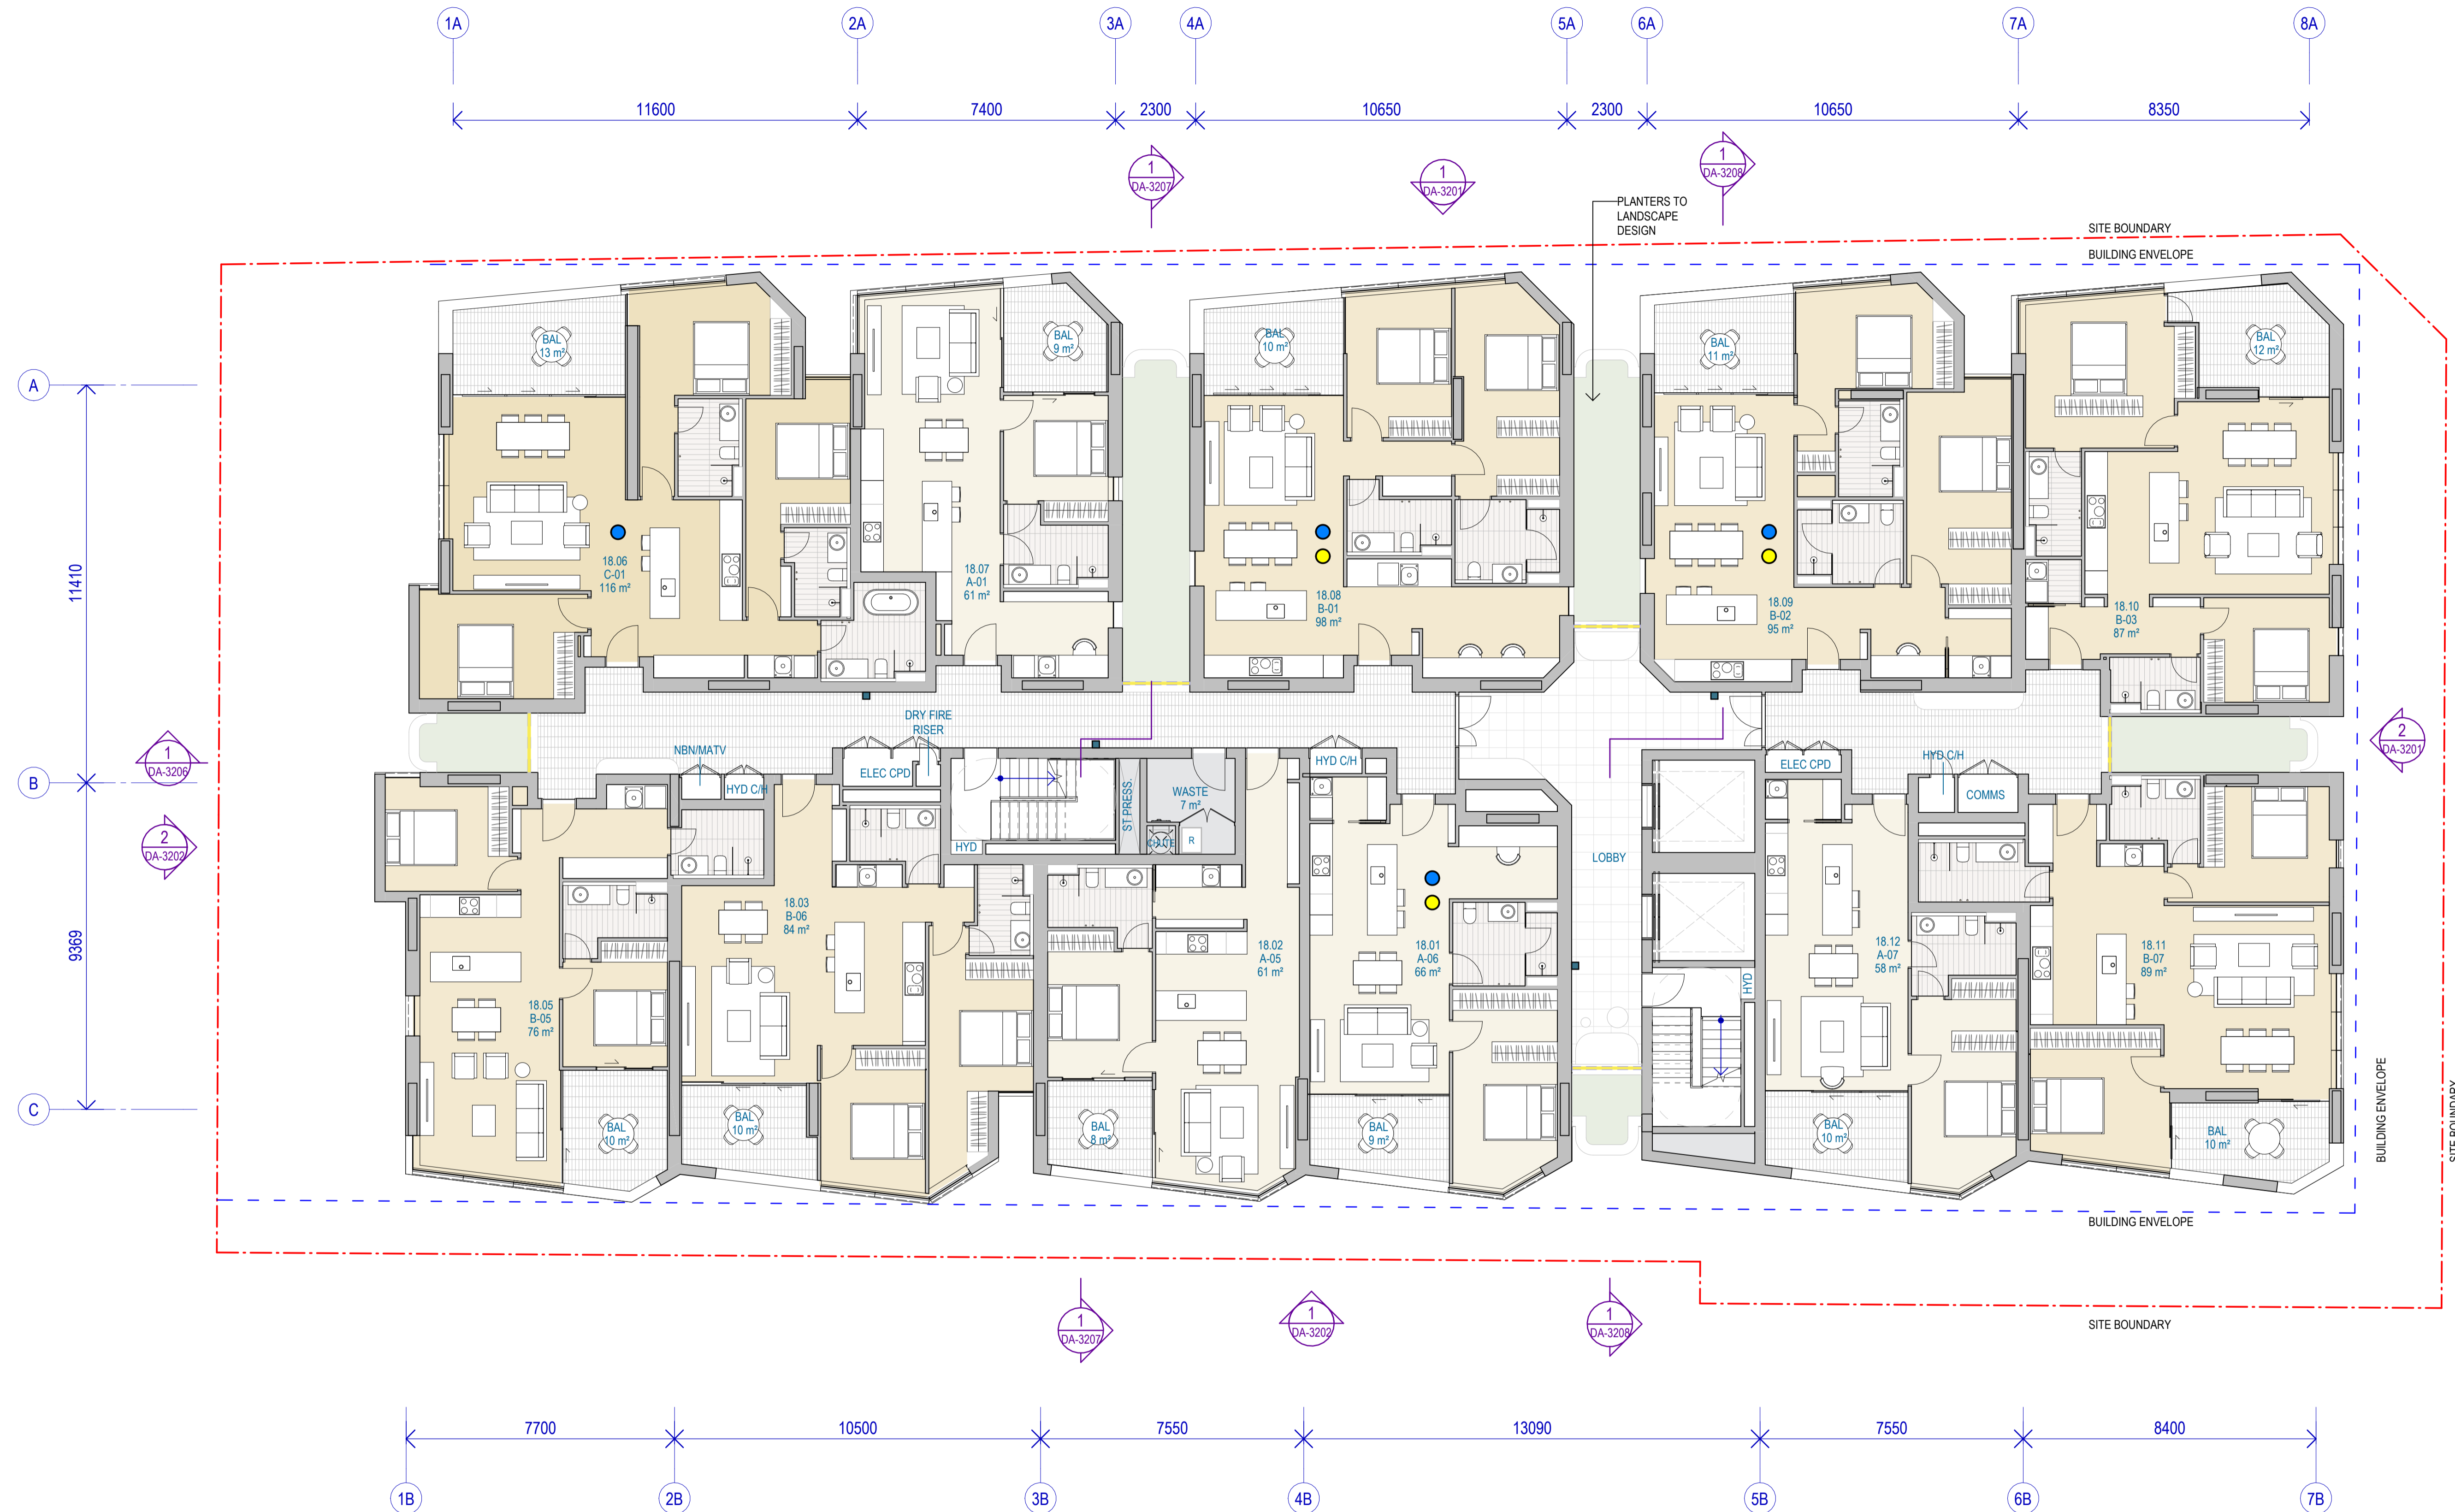 1A
2A
3A
4A
5A
6A
7A
8A
11600
7400
2300
10650
2300
10650
8350
1
DA-3207
1
DA-3201
1
DA-3208
PLANTERS TO
LANDSCAPE
DESIGN
SITE BOUNDARY
BUILDING ENVELOPE
BAL
13 m²
BAL
9 m²
BAL
10 m²
BAL
11 m²
BAL
12 m²
A
18.06
C-01
116 m²
18.07
A-01
61 m²
18.08
B-01
98 m²
18.09
B-02
95 m²
18.10
B-03
87 m²
11410
DRY FIRE
RISER
NBN/MATV
ELEC CPD
HYD C/H
HYD C/H
ELEC CPD
HYD C/H
COMMS
1
DA-3206
2
DA-3201
B
2
DA-3202
WASTE
7 m²
ST PRESS.
CHUTE
R
HYD
LOBBY
HYD
9369
18.03
B-06
84 m²
18.02
A-05
61 m²
18.01
A-06
66 m²
18.12
A-07
58 m²
18.11
B-07
89 m²
18.05
B-05
76 m²
C
BAL
10 m²
BAL
10 m²
BAL
8 m²
BAL
9 m²
BAL
10 m²
BAL
10 m²
BUILDING ENVELOPE
SITE BOUNDARY
BUILDING ENVELOPE
SITE BOUNDARY
1
DA-3207
1
DA-3202
1
DA-3208
7700
10500
7550
13090
7550
8400
1B
2B
3B
4B
5B
6B
7B